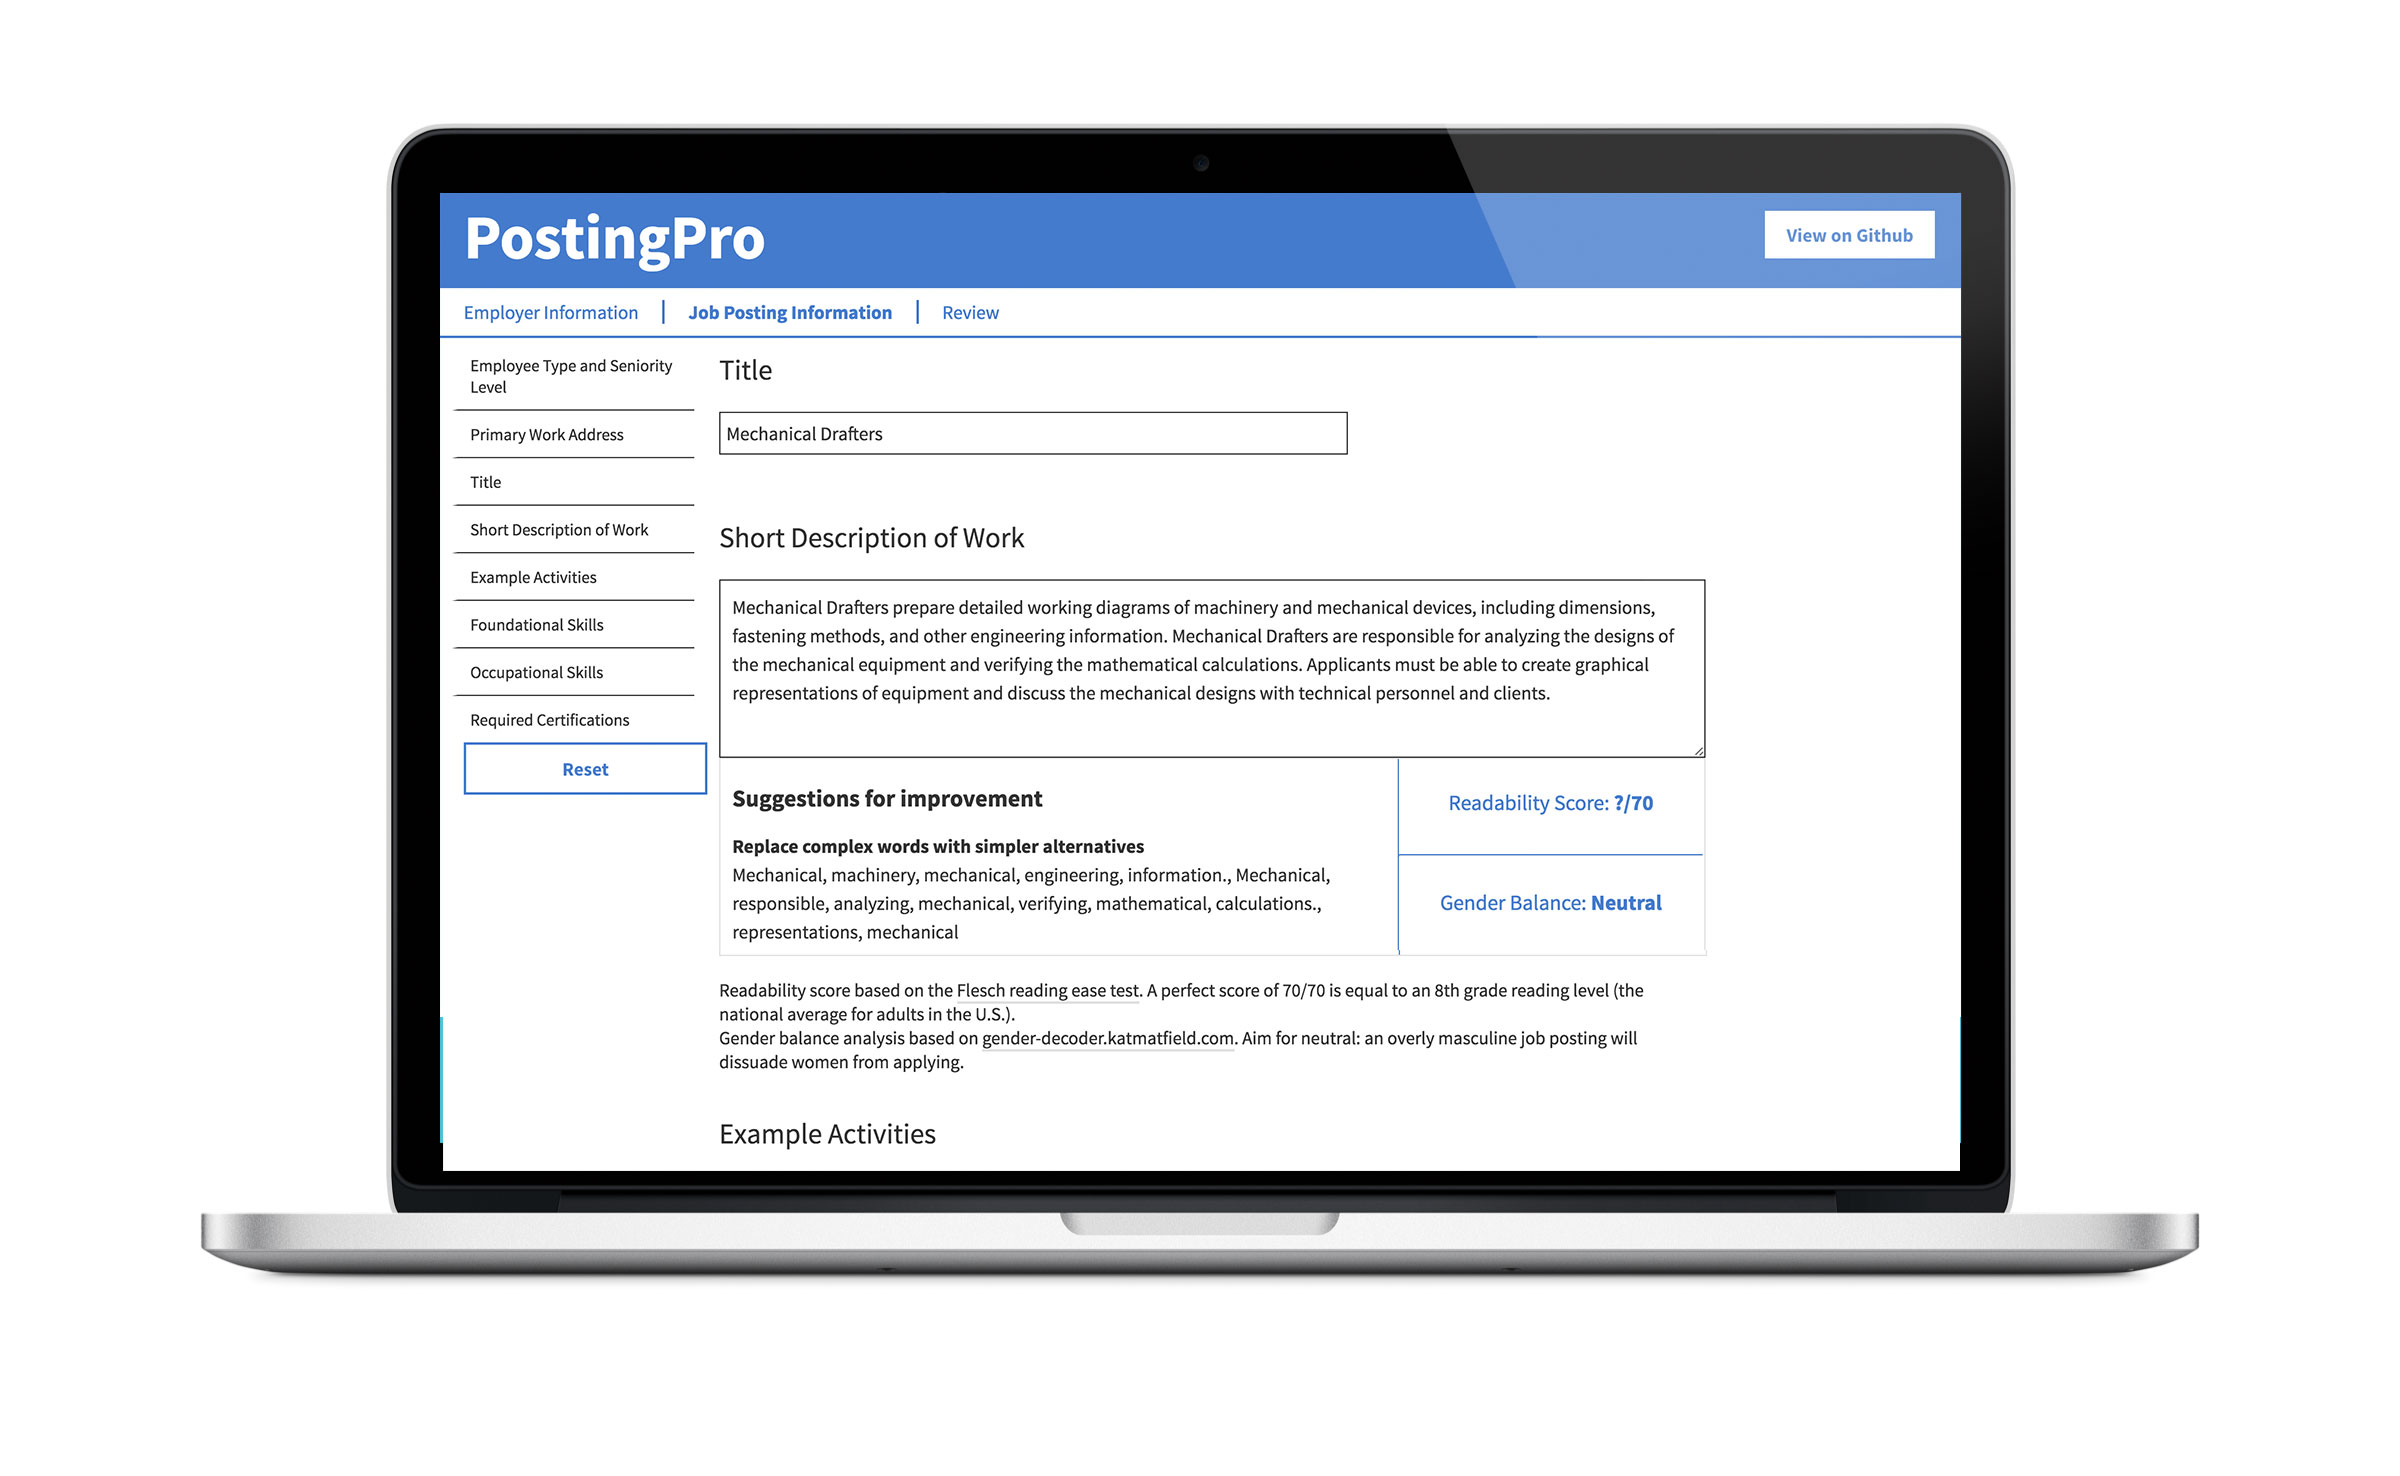 PostingPro
View on Github
Employer Information
Job Posting Information
Review
Employee Type and Seniority
Level
Primary Work Address
Title
Short Description of Work
Example Activities
Foundational Skills
Occupational Skills
Required Certifications
Reset
Title
Mechanical Drafters
Short Description of Work
Mechanical Drafters prepare detailed working diagrams of machinery and mechanical devices, including dimensions,
fastening methods, and other engineering information. Mechanical Drafters are responsible for analyzing the designs of
the mechanical equipment and verifying the mathematical calculations. Applicants must be able to create graphical
representations of equipment and discuss the mechanical designs with technical personnel and clients.
Suggestions for improvement
Replace complex words with simpler alternatives
Mechanical, machinery, mechanical, engineering, information., Mechanical,
responsible, analyzing, mechanical, verifying, mathematical, calculations.,
representations, mechanical
Readability Score: ?/70
Gender Balance: Neutral
Readability score based on the Flesch reading ease test. A perfect score of 70/70 is equal to an 8th grade reading level (the
national average for adults in the U.S.).
Gender balance analysis based on gender-decoder.katmatfield.com. Aim for neutral: an overly masculine job posting will
dissuade women from applying.
Example Activities